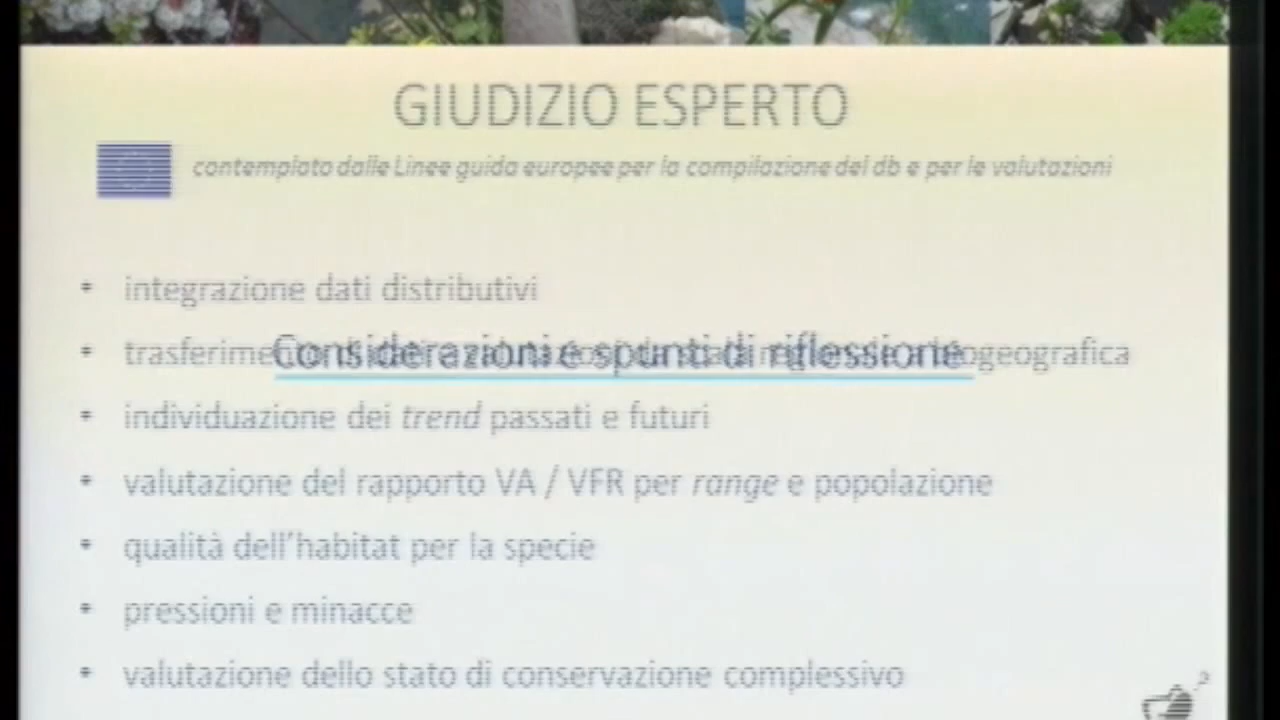 GIUDIZIO ESPERTO
contemplato dalle Linee guida europee per la compilazione del db e per le valutazioni
• integrazione dati distributivi
Considerazioni e spunti di riflessione
• individuazione dei trend passati e futuri
• valutazione del rapporto VA / VFR per range e popolazione
• qualità dell'habitat per la specie
• pressioni e minacce
• valutazione dello stato di conservazione complessivo